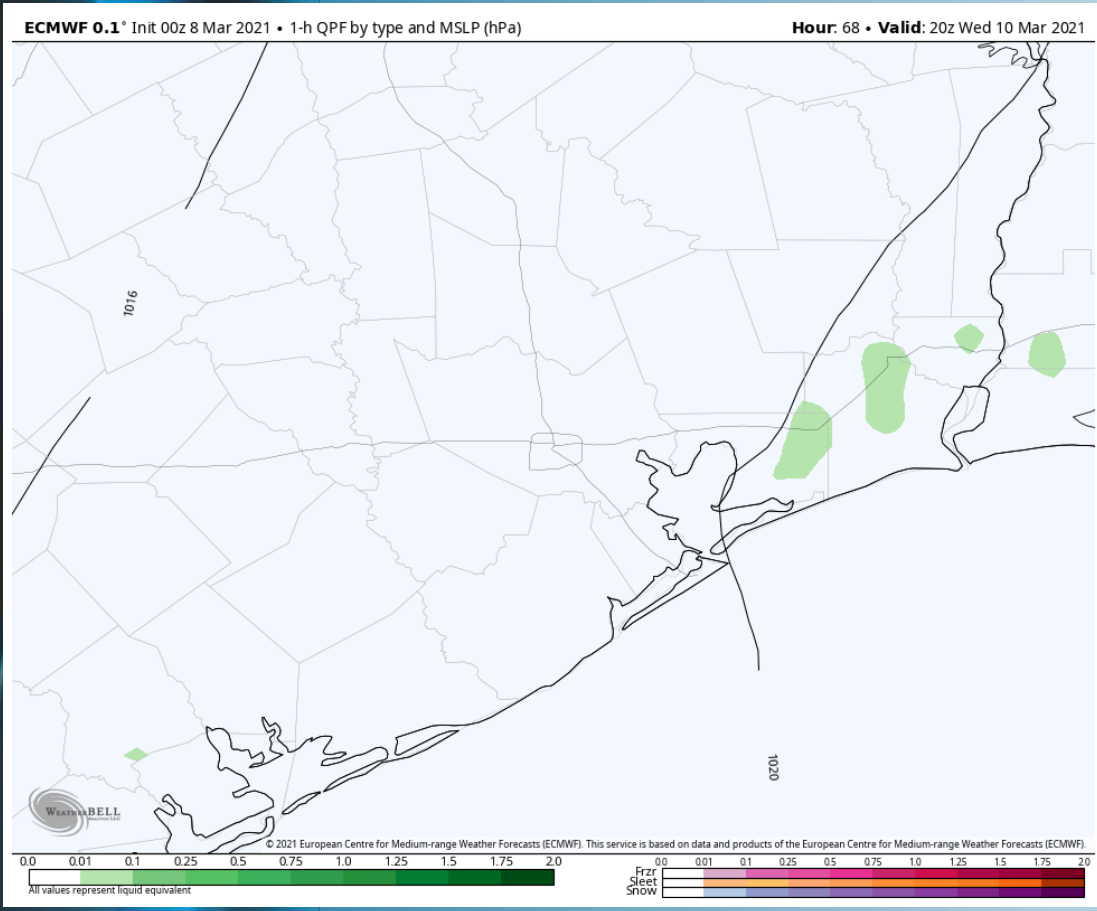 ECMWF 0.1° Init 00z 8 Mar 2021 • 1-h QPF by type and MSLP (hPa) Hour: 68 • Valid: 20z Wed 10 Mar 2021
1016
1020
WEATHERBELL
© 2021 European Centre for Medium-range Weather Forecasts (ECMWF). This service is based on data and products of the European Centre for Medium-range Weather Forecasts (ECMWF).
0.0 0.01 0.1 0.25 0.5 0.75 1.0 1.25 1.5 1.75 2.0
All values represent liquid equivalent
0.0 0.01 0.1 0.25 0.5 0.75 1.0 1.25 1.5 1.75 2.0
Frzr
Sleet
Snow